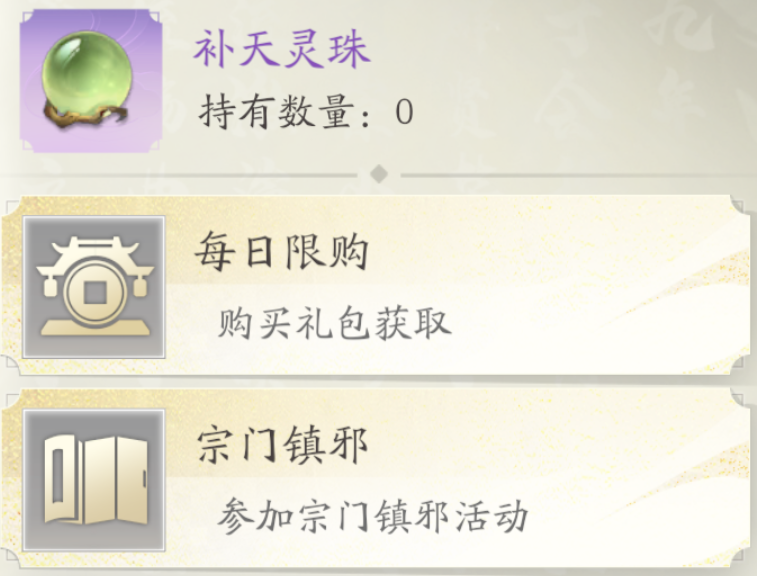 补天灵珠
持有数量：0
每日限购
购买礼包获取
宗门镇邪
参加宗门镇邪活动